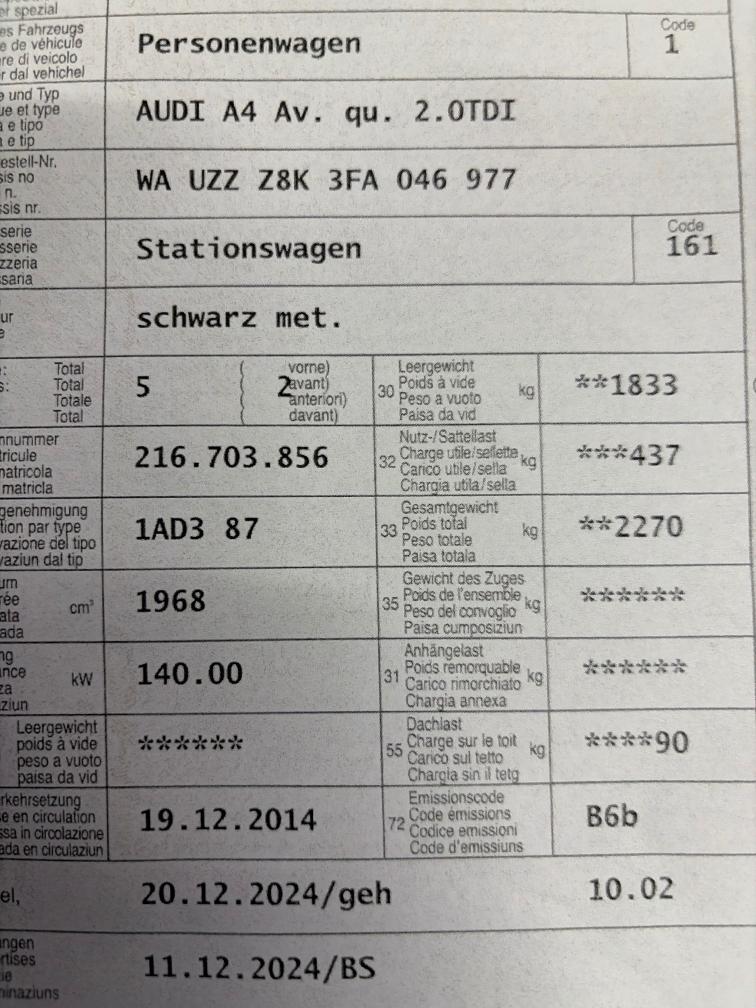 er spezial
es Fahrzeugs
e de véhicule
re di veicolo
r dal vehichel
Personenwagen
Code
1
e und Typ
ue et type
a e tipo
a e tip
AUDI A4 Av. qu. 2.0TDI
estell-Nr.
sis no
n.
ssis nr.
WA UZZ Z8K 3FA 046 977
serie
sserie
zzeria
ssaria
Stationswagen
Code
161
ur
e
schwarz met.
: Total
s: Total
Totale
Total
5
2
vorne)
avant)
anteriori)
davant)
30 Leergewicht
Poids à vide
Peso a vuoto
Paisa da vid
kg
**1833
nnummer
tricule
matricola
matricla
216.703.856
32 Nutz-/Sattellast
Charge utile/sellette
Carico utile/sella
Chargia utila/sella
kg
***437
genehmigung
tion par type
vazione del tipo
vaziun dal tip
1AD3 87
33 Gesamtgewicht
Poids total
Peso totale
Paisa totala
kg
**2270
um
rée
ata
ada
cm³
1968
35 Gewicht des Zuges
Poids de l'ensemble
Peso del convoglio
Paisa cumposiziun
kg
******
ng
ance
za
ziun
kW
140.00
31 Anhängelast
Poids remorquable
Carico rimorchiato
Chargia annexa
kg
******
Leergewicht
poids à vide
peso a vuoto
paisa da vid
******
55 Dachlast
Charge sur le toit
Carico sul tetto
Chargia sin il tetg
kg
****90
rkehrsetzung
e en circulation
ssa in circolazione
ada en circulaziun
19.12.2014
72 Emissionscode
Code émissions
Codice emissioni
Code d'emissiuns
B6b
el,
20.12.2024/geh
10.02
ungen
rtises
ie
minaziuns
11.12.2024/BS